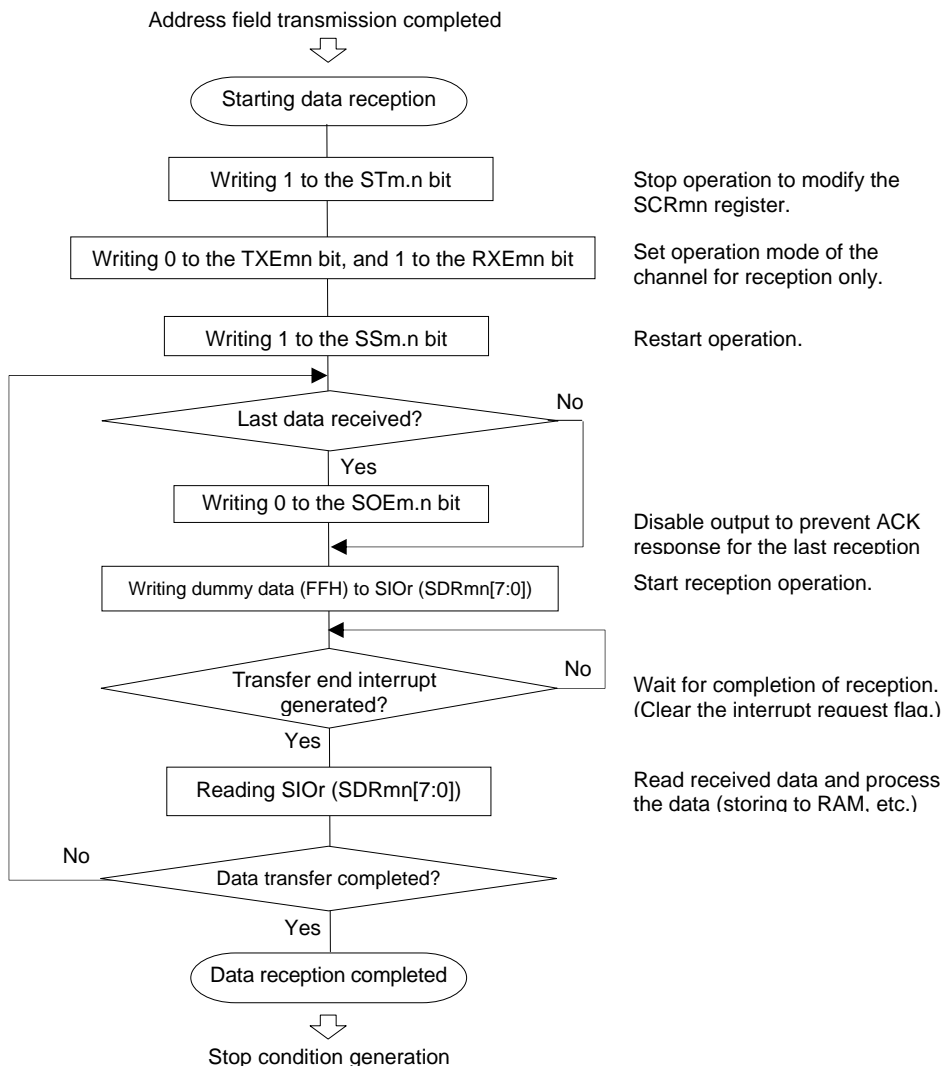 Address field transmission completed
Starting data reception
Writing 1 to the STm.n bit
Stop operation to modify the
SCRmn register.
Writing 0 to the TXEmn bit, and 1 to the RXEmn bit
Set operation mode of the
channel for reception only.
Writing 1 to the SSm.n bit
Restart operation.
Last data received?
No
Yes
Writing 0 to the SOEm.n bit
Disable output to prevent ACK
response for the last reception
Writing dummy data (FFH) to SIOr (SDRmn[7:0])
Start reception operation.
Transfer end interrupt
generated?
No
Wait for completion of reception.
(Clear the interrupt request flag.)
Yes
Reading SIOr (SDRmn[7:0])
Read received data and process
the data (storing to RAM, etc.)
No
Data transfer completed?
Yes
Data reception completed
Stop condition generation